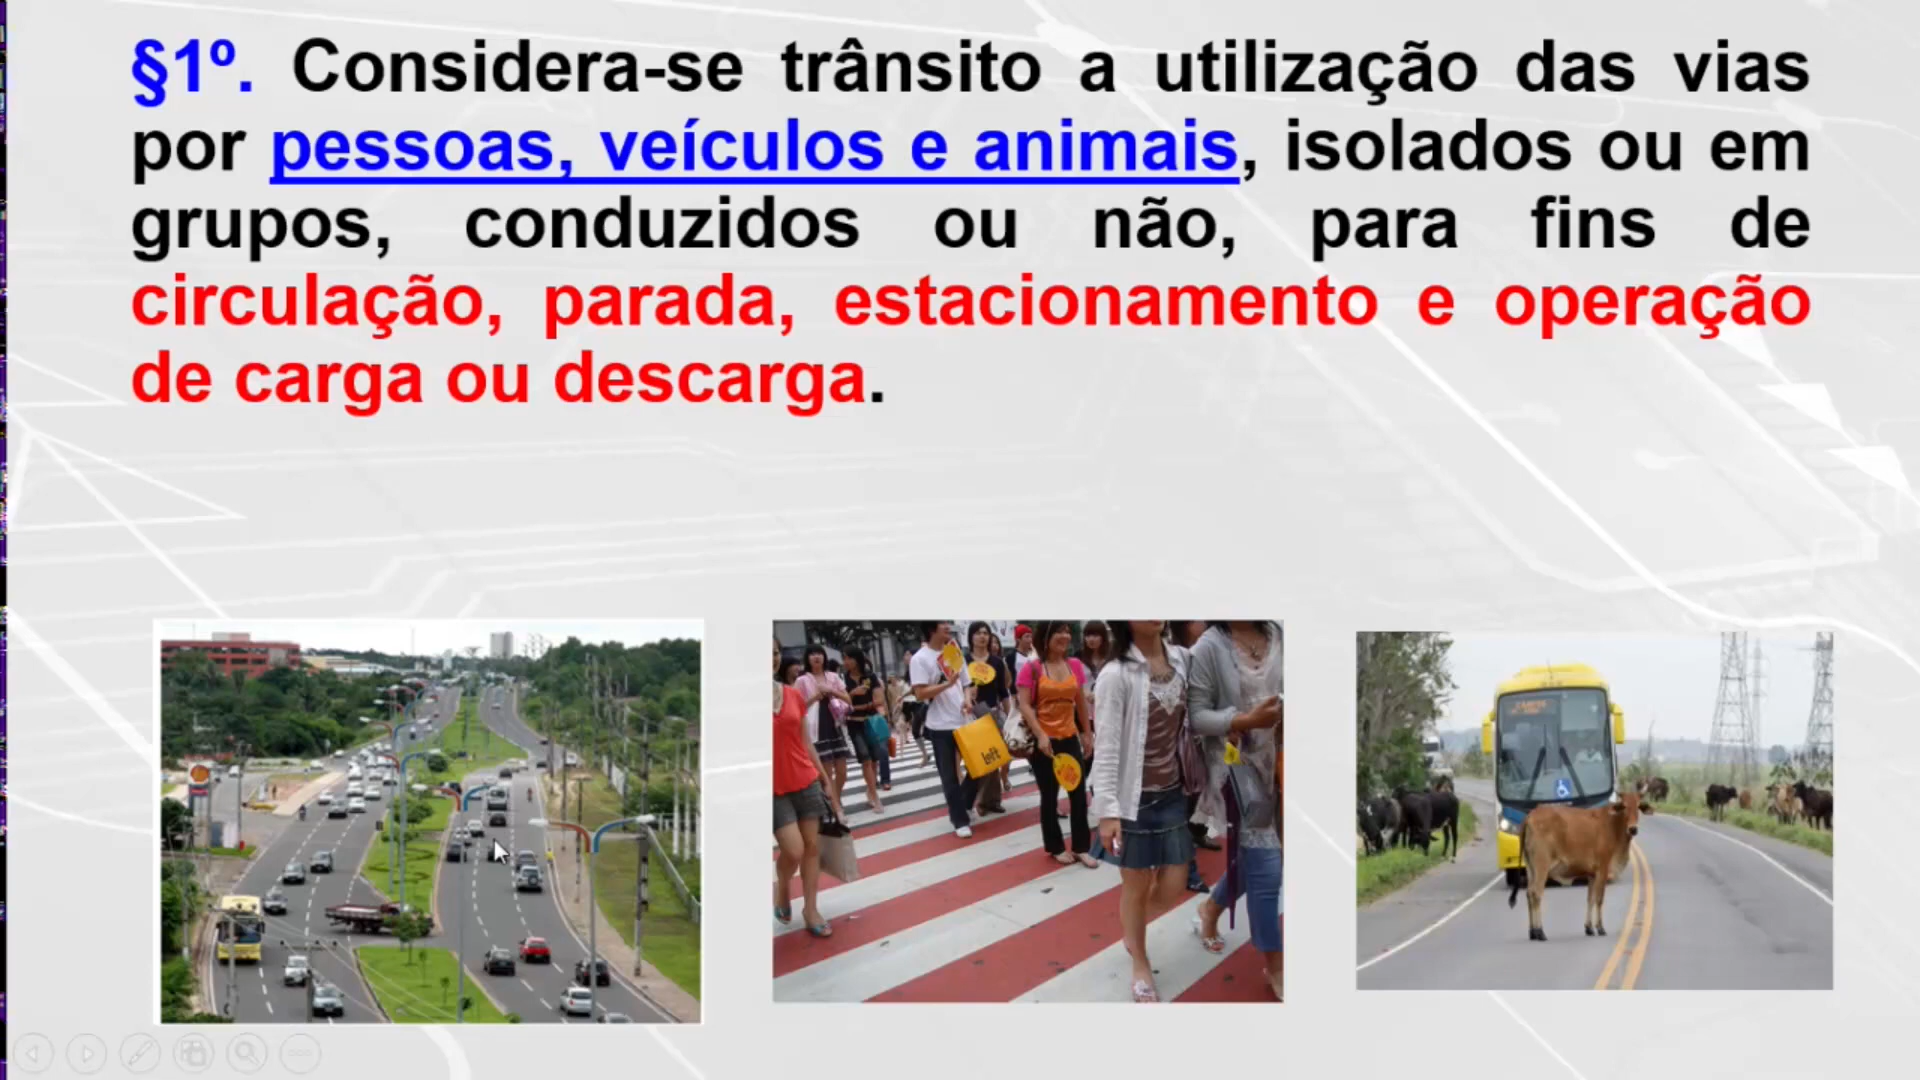 §1º. Considera-se trânsito a utilização das vias
por pessoas, veículos e animais, isolados ou em
grupos, conduzidos ou não, para fins de
circulação, parada, estacionamento e operação
de carga ou descarga.